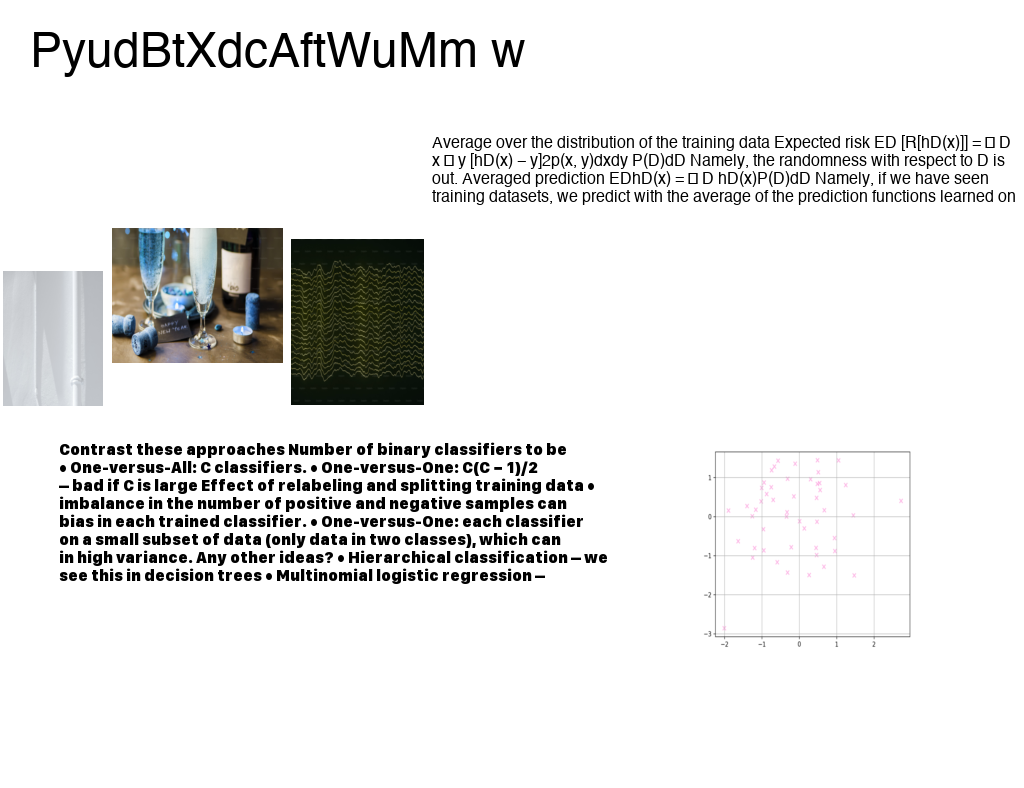 PyudBtXdcAftWuMm w
Average over the distribution of the training data Expected risk ED [R[hD(x)]] = □ D
x □ y [hD(x) – y]2p(x, y)dxdy P(D)dD Namely, the randomness with respect to D is
out. Averaged prediction EDhD(x) = □ D hD(x)P(D)dD Namely, if we have seen
training datasets, we predict with the average of the prediction functions learned on
HAPPY
NEW YEAR
Contrast these approaches Number of binary classifiers to be
• One-versus-All: C classifiers. • One-versus-One: C(C – 1)/2
– bad if C is large Effect of relabeling and splitting training data •
imbalance in the number of positive and negative samples can
bias in each trained classifier. • One-versus-One: each classifier
on a small subset of data (only data in two classes), which can
in high variance. Any other ideas? • Hierarchical classification – we
see this in decision trees • Multinomial logistic regression –
1
0
−1
−2
−3
−2 −1 0 1 2